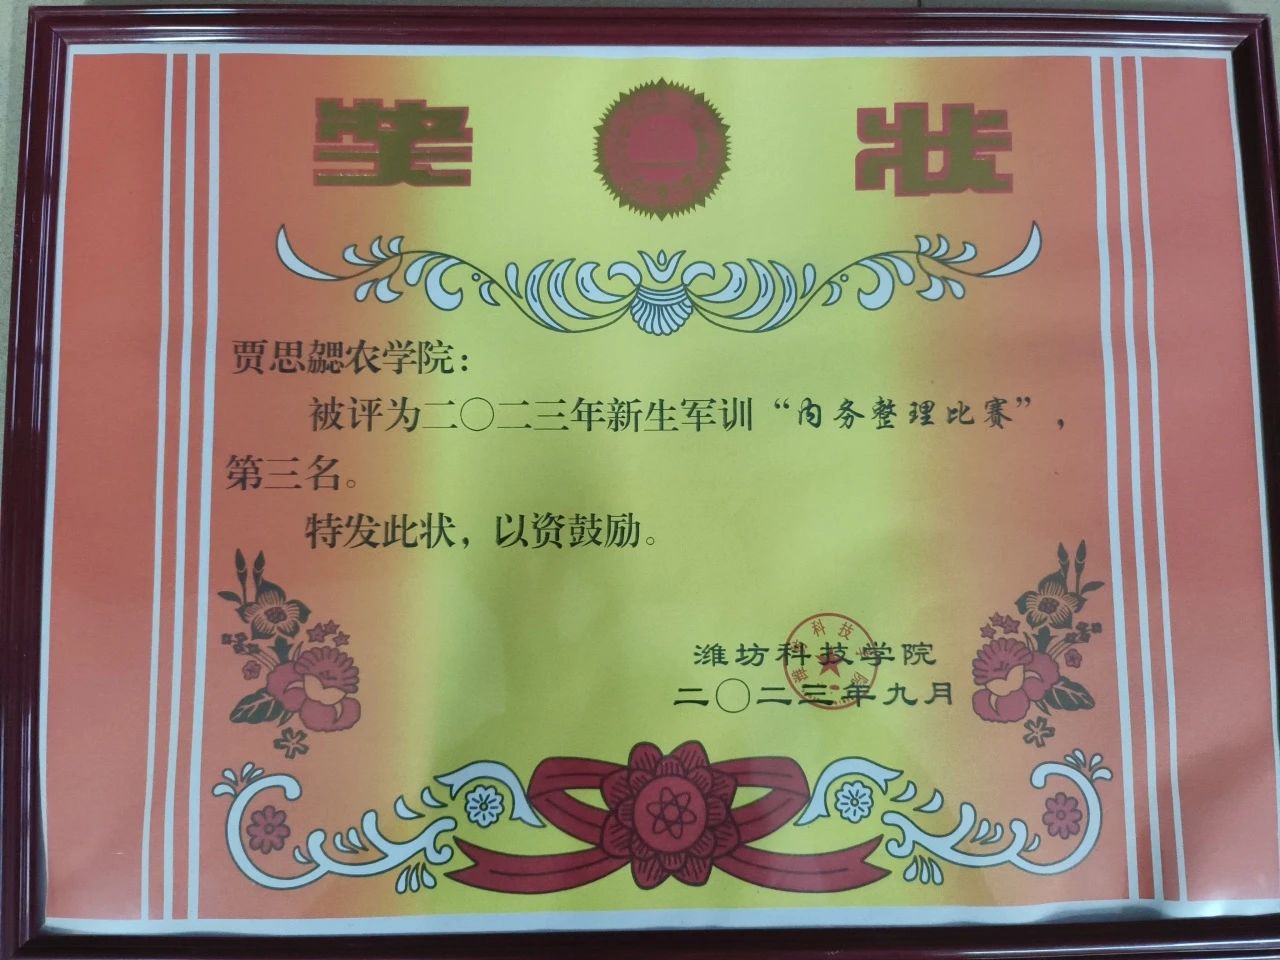 奖 状
贾思勰农学院：
被评为二〇二三年新生军训“内务整理比赛”，
第三名。
特发此状，以资鼓励。
潍坊科技学院
二〇二三年九月